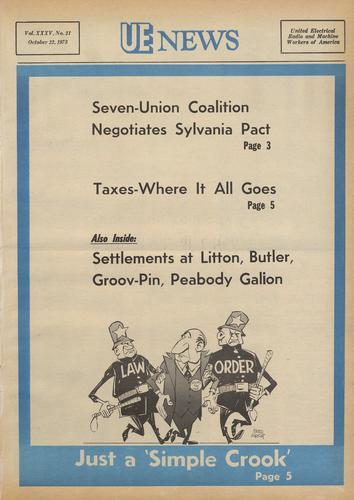 Vol. XXXV, No. 21
October 22, 1973
UE NEWS
United Electrical
Radio and Machine
Workers of America
Seven-Union Coalition
Negotiates Sylvania Pact
Page 3
Taxes-Where It All Goes
Page 5
Also Inside:
Settlements at Litton, Butler,
Groov-Pin, Peabody Galion
LAW
ORDER
FRED WRIGHT
Just a 'Simple Crook'
Page 5